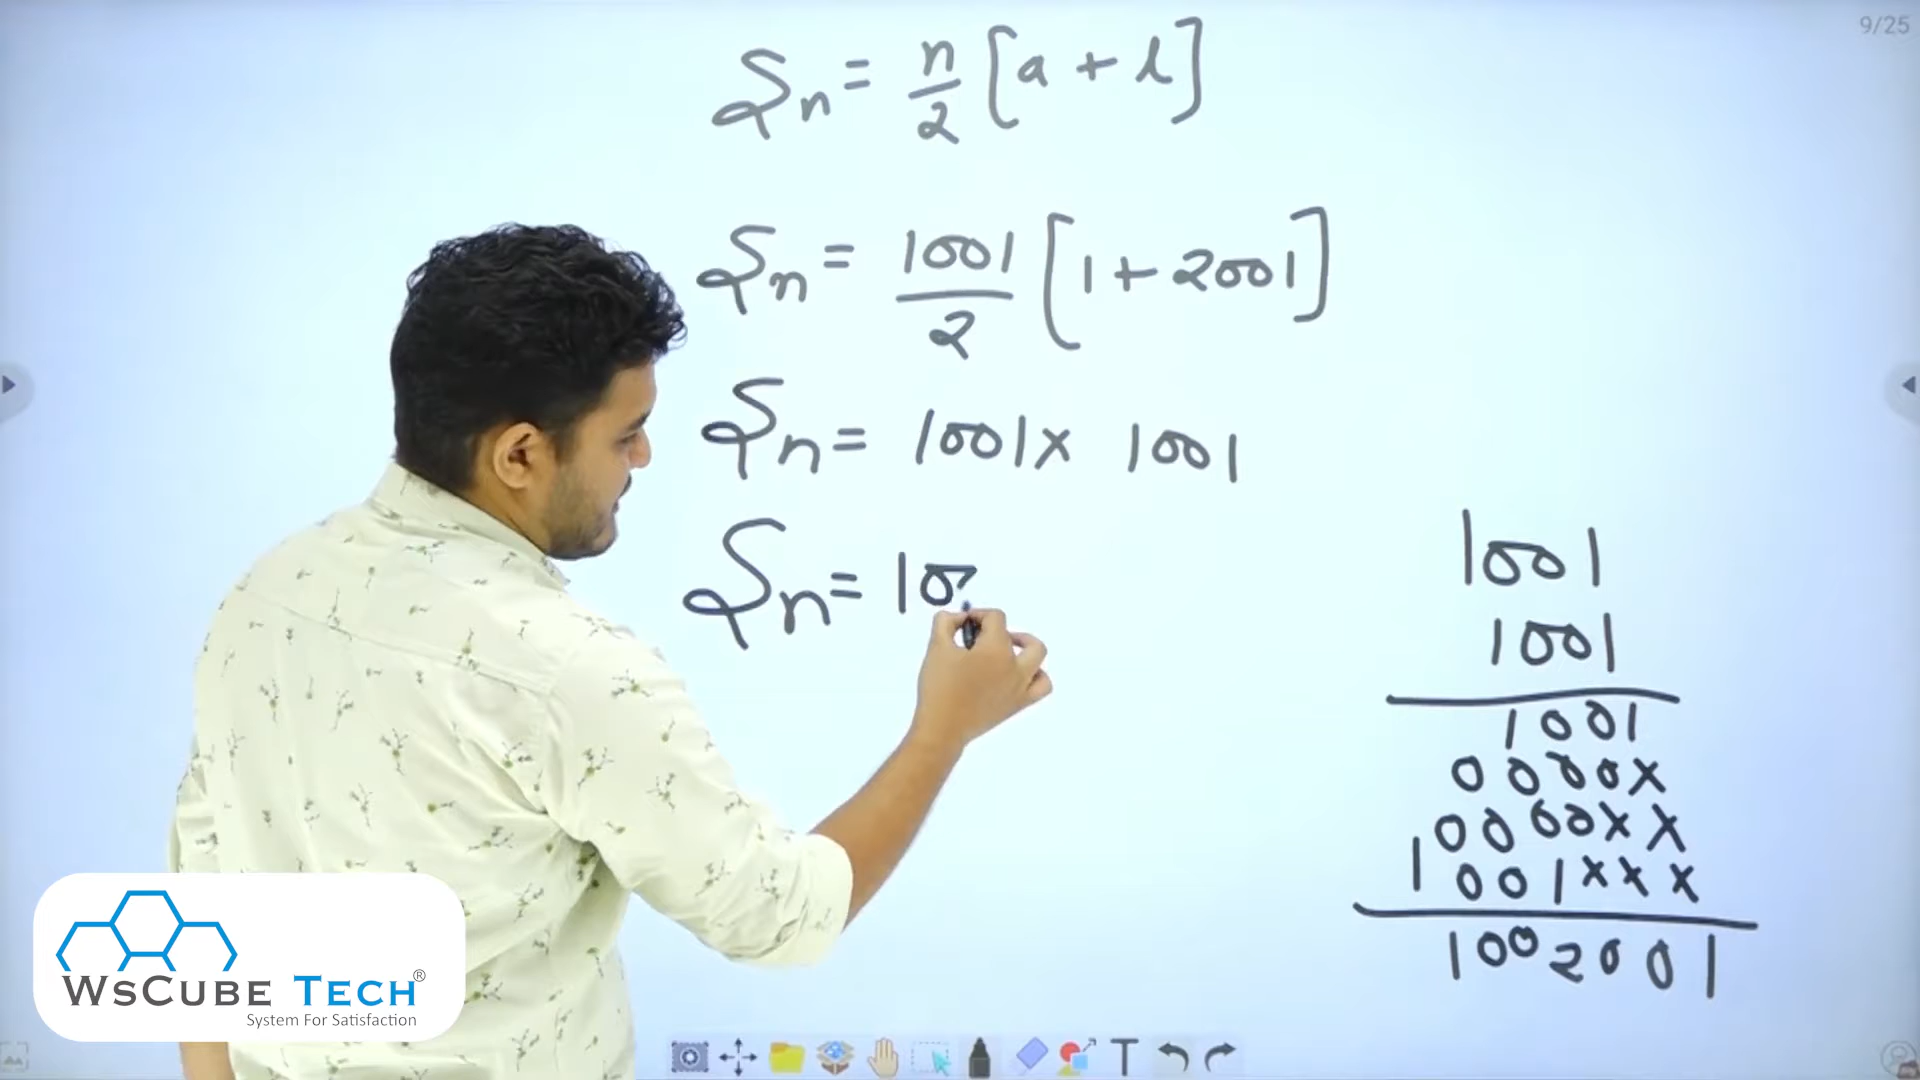 9/25
Sn = n/2 [a + l]
Sn = 1001/2 [1 + 2001]
Sn = 1001 x 1001
Sn = 10
1001
1001
1001
0000x
0000xx
1001xxx
1002001
WsCube Tech®
System For Satisfaction
T